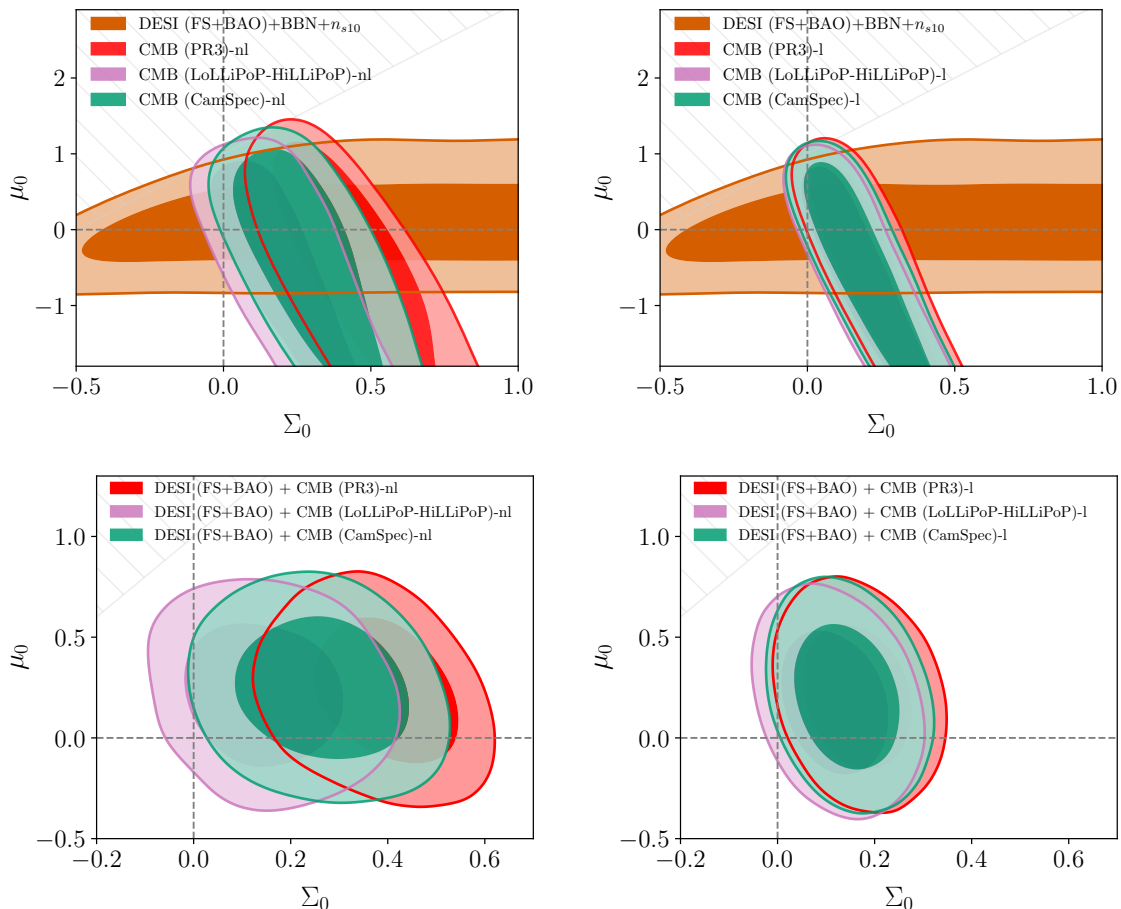 DESI (FS+BAO)+BBN+$n_{s10}$
CMB (PR3)-nl
CMB (LoLLiPoP-HiLLiPoP)-nl
CMB (CamSpec)-nl
2
1
0
−1
μ₀
−0.5
0.0
0.5
1.0
Σ₀
DESI (FS+BAO)+BBN+$n_{s10}$
CMB (PR3)-l
CMB (LoLLiPoP-HiLLiPoP)-l
CMB (CamSpec)-l
2
1
0
−1
μ₀
−0.5
0.0
0.5
1.0
Σ₀
DESI (FS+BAO) + CMB (PR3)-nl
DESI (FS+BAO) + CMB (LoLLiPoP-HiLLiPoP)-nl
DESI (FS+BAO) + CMB (CamSpec)-nl
1.0
0.5
0.0
−0.5
μ₀
−0.2
0.0
0.2
0.4
0.6
Σ₀
DESI (FS+BAO) + CMB (PR3)-l
DESI (FS+BAO) + CMB (LoLLiPoP-HiLLiPoP)-l
DESI (FS+BAO) + CMB (CamSpec)-l
1.0
0.5
0.0
−0.5
μ₀
−0.2
0.0
0.2
0.4
0.6
Σ₀